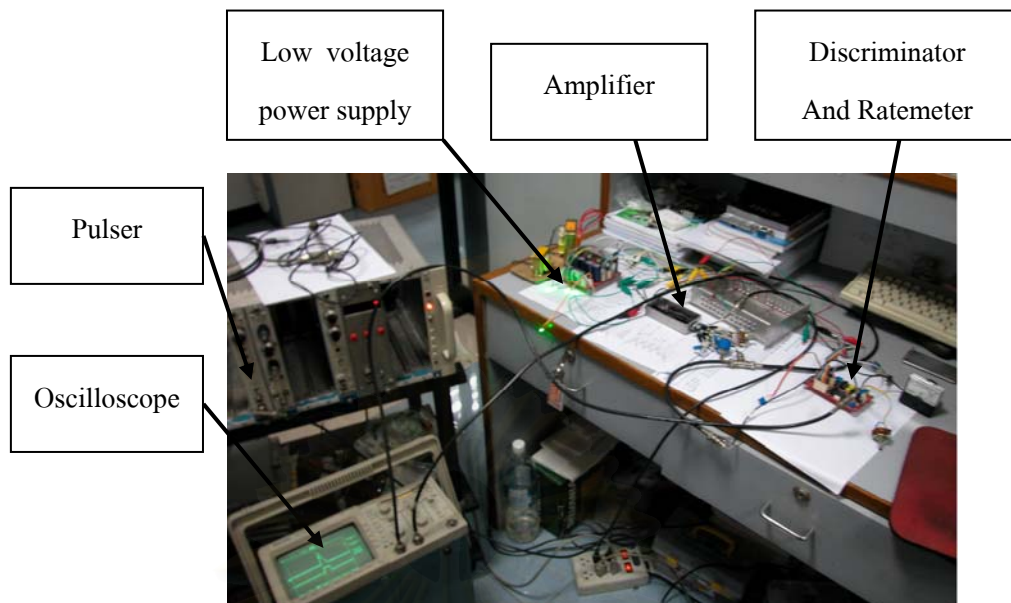 Low voltage
power supply
Amplifier
Discriminator
And Ratemeter
Pulser
Oscilloscope